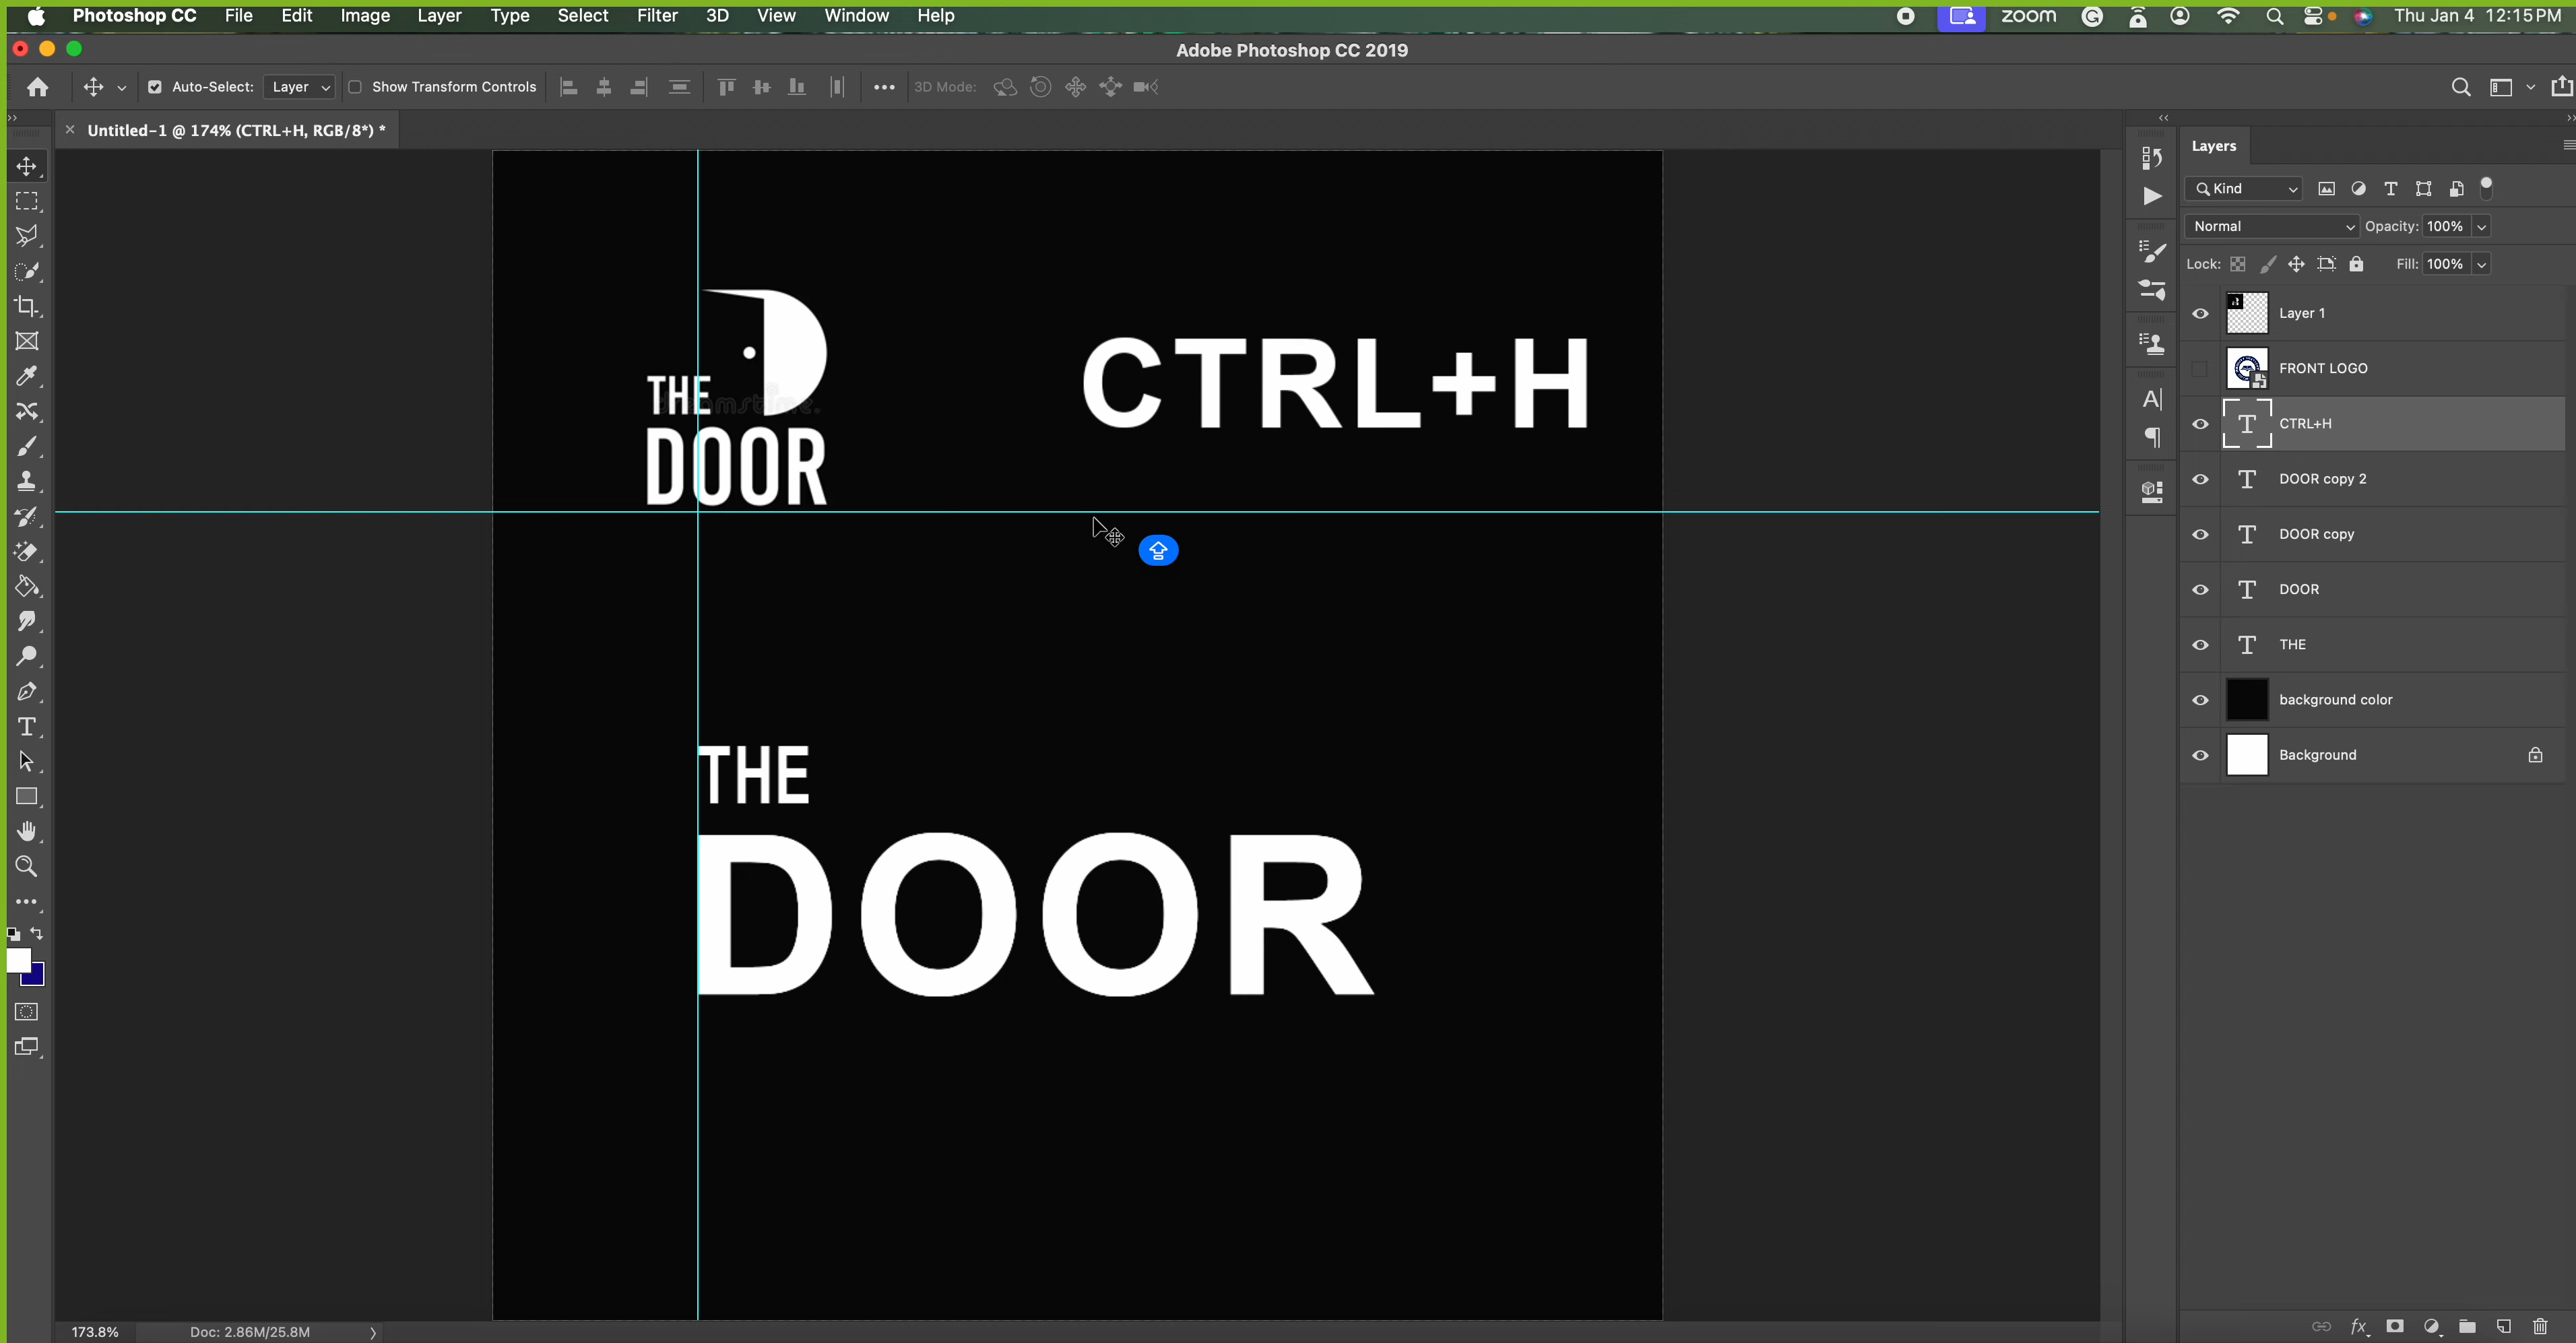 Photoshop CC File Edit Image Layer Type Select Filter 3D View Window Help zoom Thu Jan 4 12:15 PM
Adobe Photoshop CC 2019
Auto-Select: Layer Show Transform Controls 3D Mode:
Untitled-1 @ 174% (CTRL+H, RGB/8*) *
Layers
Kind
Normal Opacity: 100%
Lock: Fill: 100%
Layer 1
FRONT LOGO
CTRL+H
DOOR copy 2
DOOR copy
DOOR
THE
background color
Background
THE
dreamstime.
DOOR
CTRL+H
THE
DOOR
173.8% Doc: 2.86M/25.8M